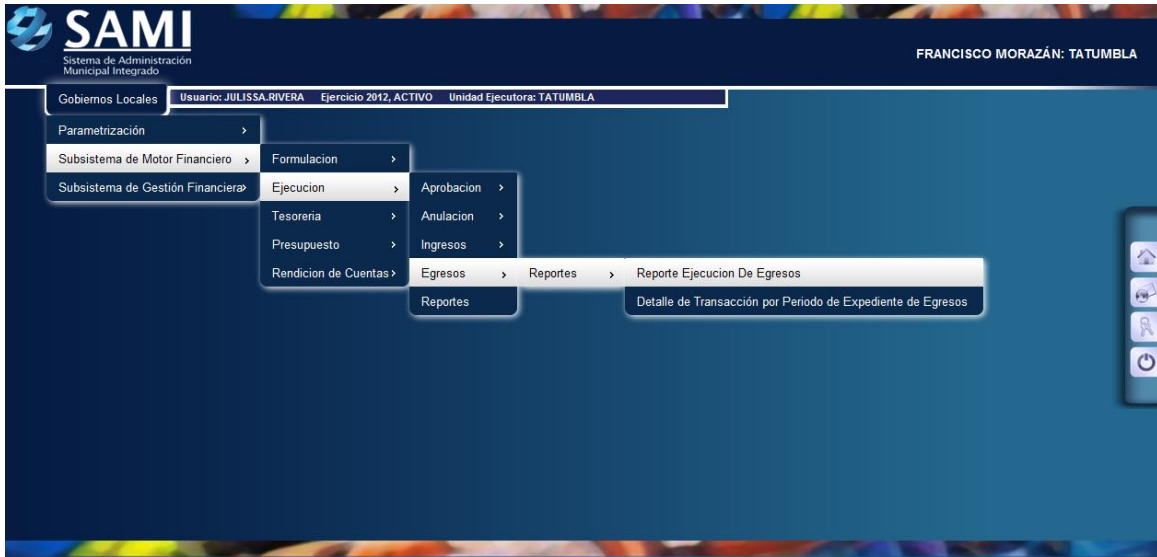 SAMI
Sistema de Administración
Municipal Integrado
FRANCISCO MORAZÁN: TATUMBLA
Gobiernos Locales
Usuario: JULISSA.RIVERA Ejercicio 2012, ACTIVO Unidad Ejecutora: TATUMBLA
Parametrización
Subsistema de Motor Financiero
Subsistema de Gestión Financiera
Formulacion
Ejecucion
Tesoreria
Presupuesto
Rendicion de Cuentas
Aprobacion
Anulacion
Ingresos
Egresos
Reportes
Reportes
Reporte Ejecucion De Egresos
Detalle de Transacción por Periodo de Expediente de Egresos